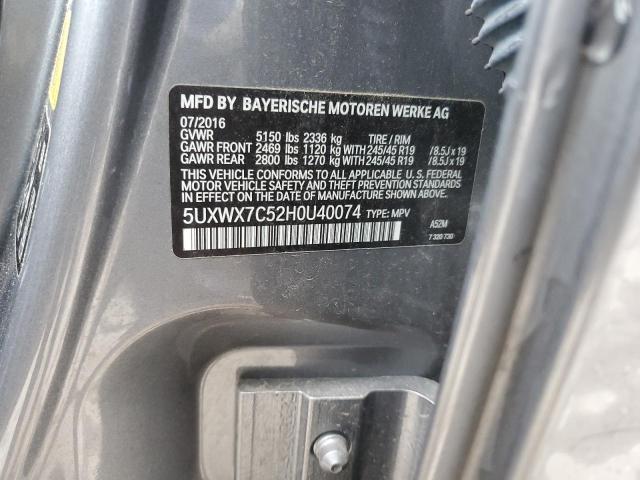 MFD BY BAYERISCHE MOTOREN WERKE AG
07/2016
GVWR 5150 lbs 2336 kg TIRE / RIM
GAWR FRONT 2469 lbs 1120 kg WITH 245/45 R19 / 8.5J x 19
GAWR REAR 2800 lbs 1270 kg WITH 245/45 R19 / 8.5J x 19
THIS VEHICLE CONFORMS TO ALL APPLICABLE U.S. FEDERAL
MOTOR VEHICLE SAFETY AND THEFT PREVENTION STANDARDS
IN EFFECT ON THE DATE OF MANUFACTURE SHOWN ABOVE.
5UXWX7C52H0U40074 TYPE: MPV
A52M
7 320 730